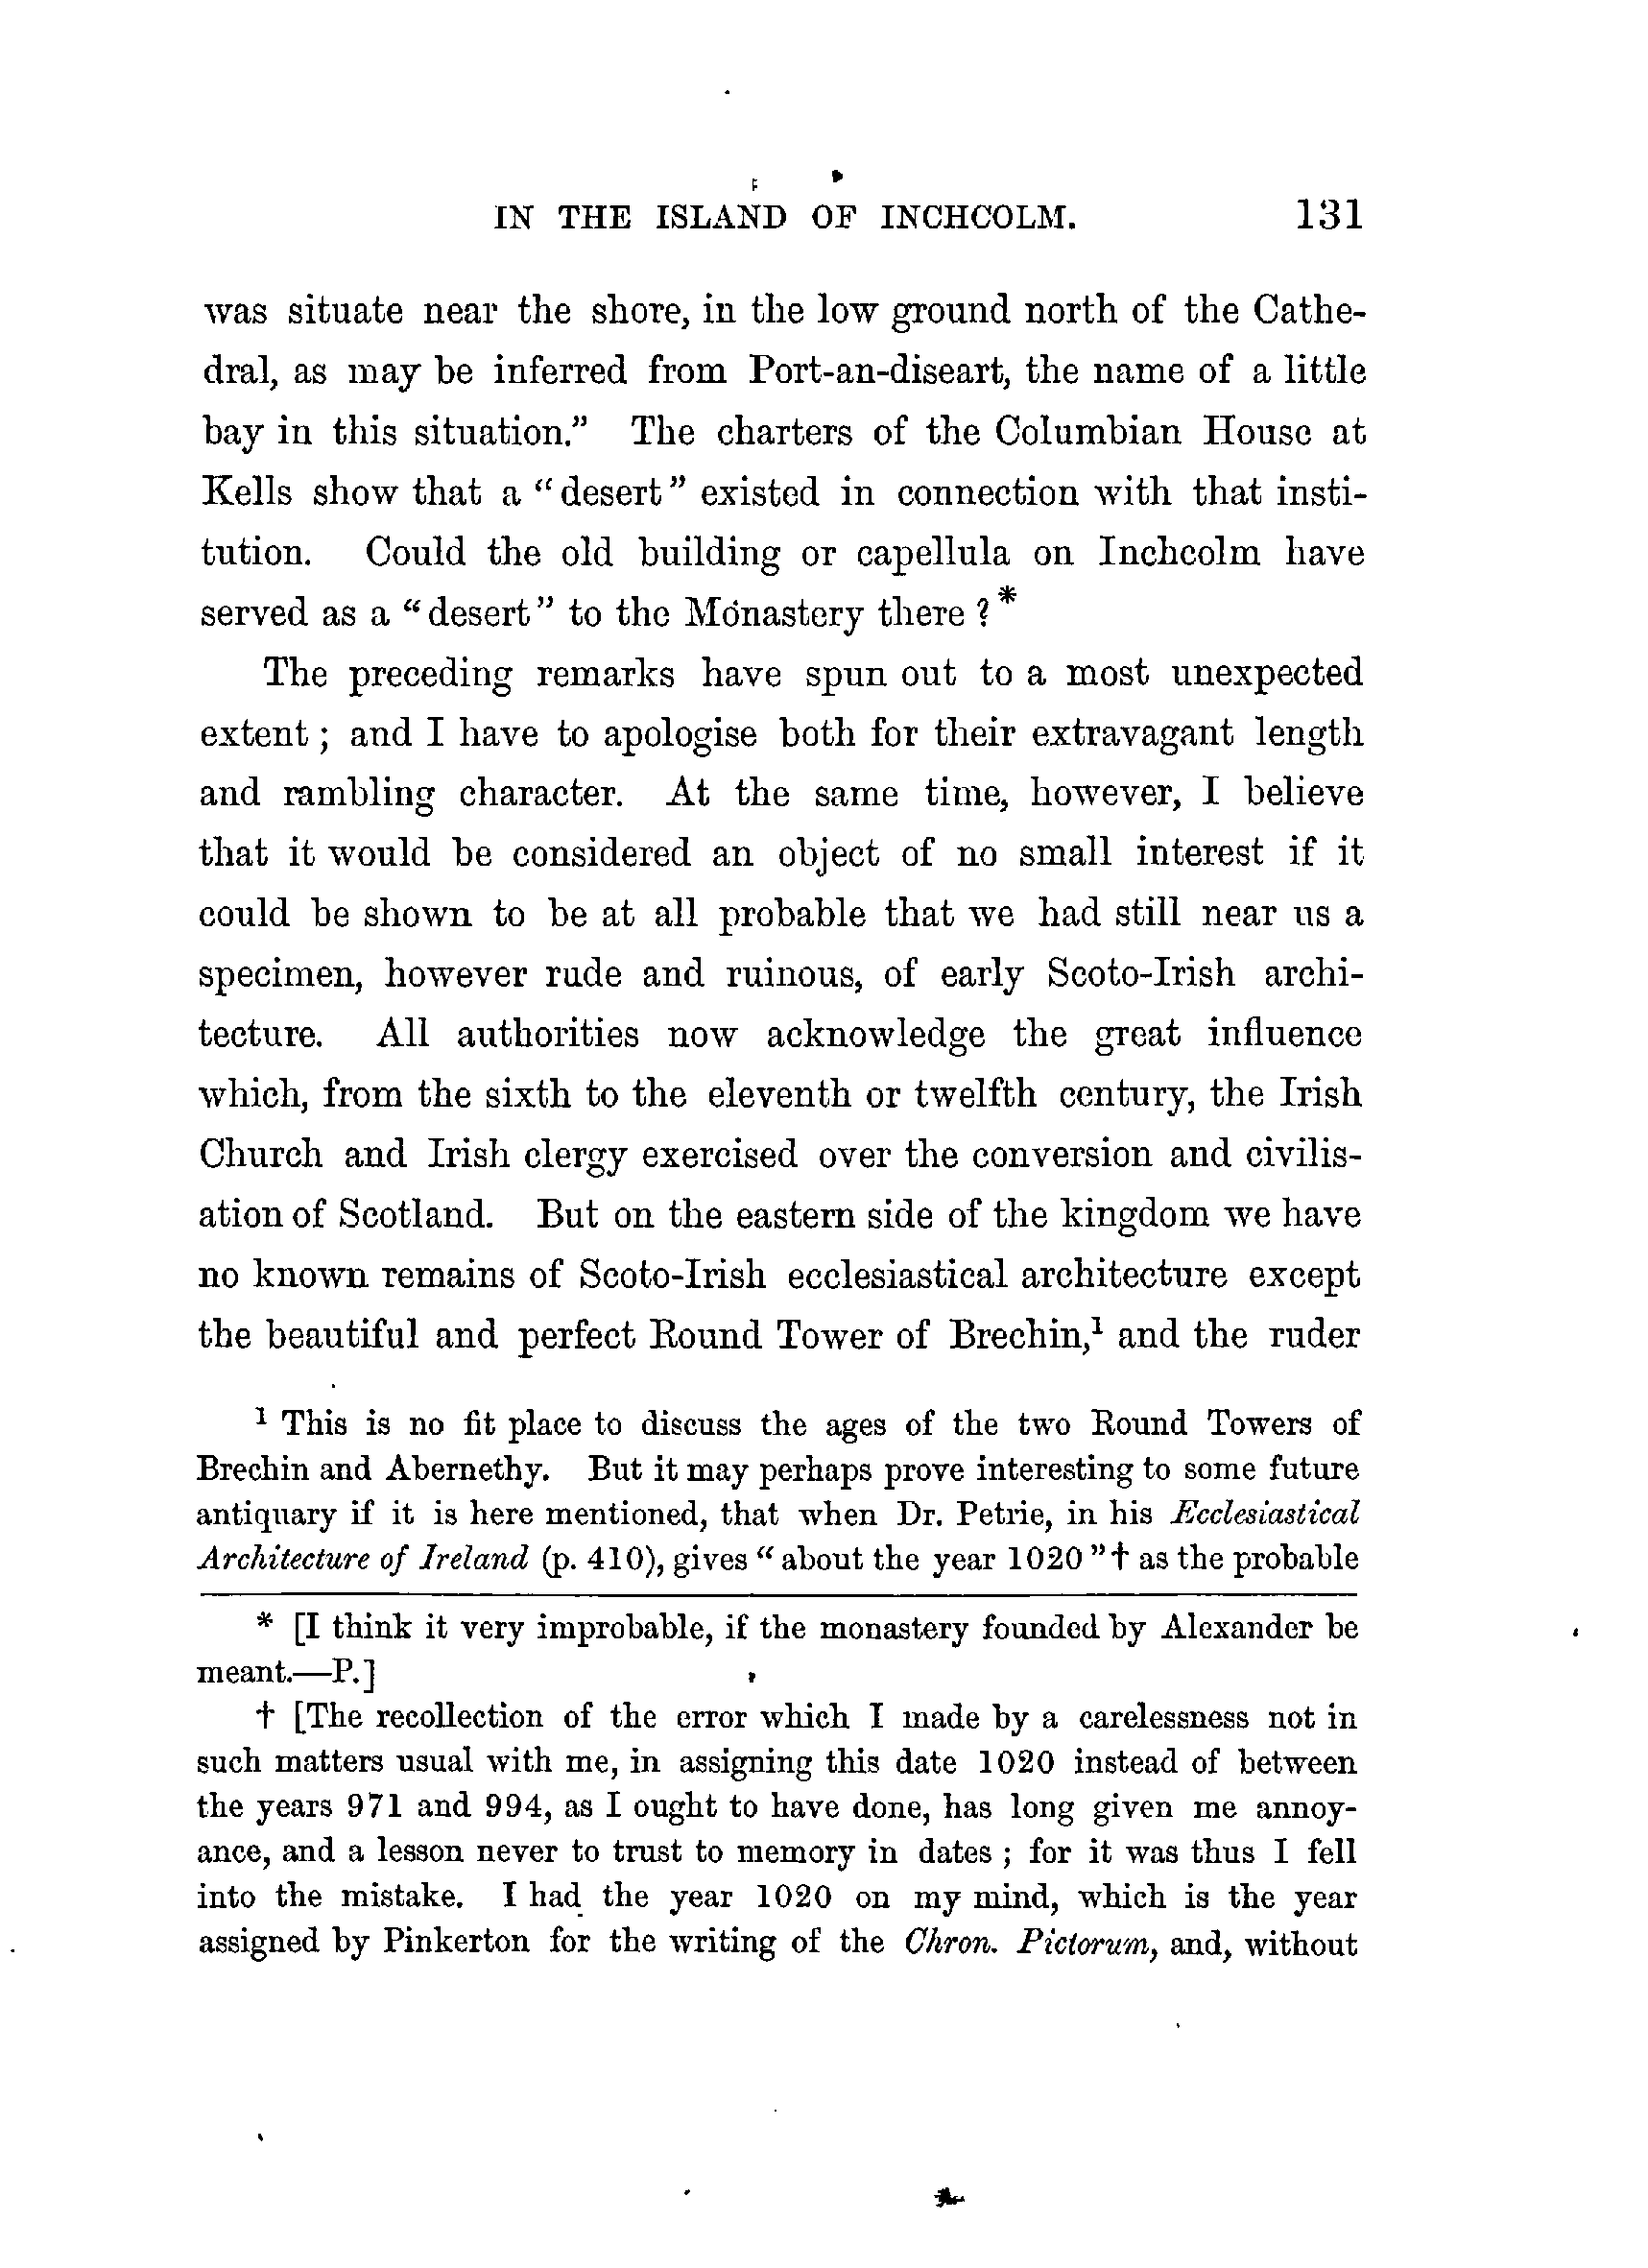 IN THE ISLAND OF INCHCOLM. 131
was situate near the shore, in the low ground north of the Cathe-
dral, as may be inferred from Port-an-diseart, the name of a little
bay in this situation.” The charters of the Columbian House at
Kells show that a “desert” existed in connection with that insti-
tution. Could the old building or capellula on Inchcolm have
served as a “desert” to the Monastery there ?*
The preceding remarks have spun out to a most unexpected
extent ; and I have to apologise both for their extravagant length
and rambling character. At the same time, however, I believe
that it would be considered an object of no small interest if it
could be shown to be at all probable that we had still near us a
specimen, however rude and ruinous, of early Scoto-Irish archi-
tecture. All authorities now acknowledge the great influence
which, from the sixth to the eleventh or twelfth century, the Irish
Church and Irish clergy exercised over the conversion and civilis-
ation of Scotland. But on the eastern side of the kingdom we have
no known remains of Scoto-Irish ecclesiastical architecture except
the beautiful and perfect Round Tower of Brechin,¹ and the ruder
¹ This is no fit place to discuss the ages of the two Round Towers of
Brechin and Abernethy. But it may perhaps prove interesting to some future
antiquary if it is here mentioned, that when Dr. Petrie, in his Ecclesiastical
Architecture of Ireland (p. 410), gives “about the year 1020”† as the probable
* [I think it very improbable, if the monastery founded by Alexander be
meant.—P.]
† [The recollection of the error which I made by a carelessness not in
such matters usual with me, in assigning this date 1020 instead of between
the years 971 and 994, as I ought to have done, has long given me annoy-
ance, and a lesson never to trust to memory in dates ; for it was thus I fell
into the mistake. I had the year 1020 on my mind, which is the year
assigned by Pinkerton for the writing of the Chron. Pictorum, and, without